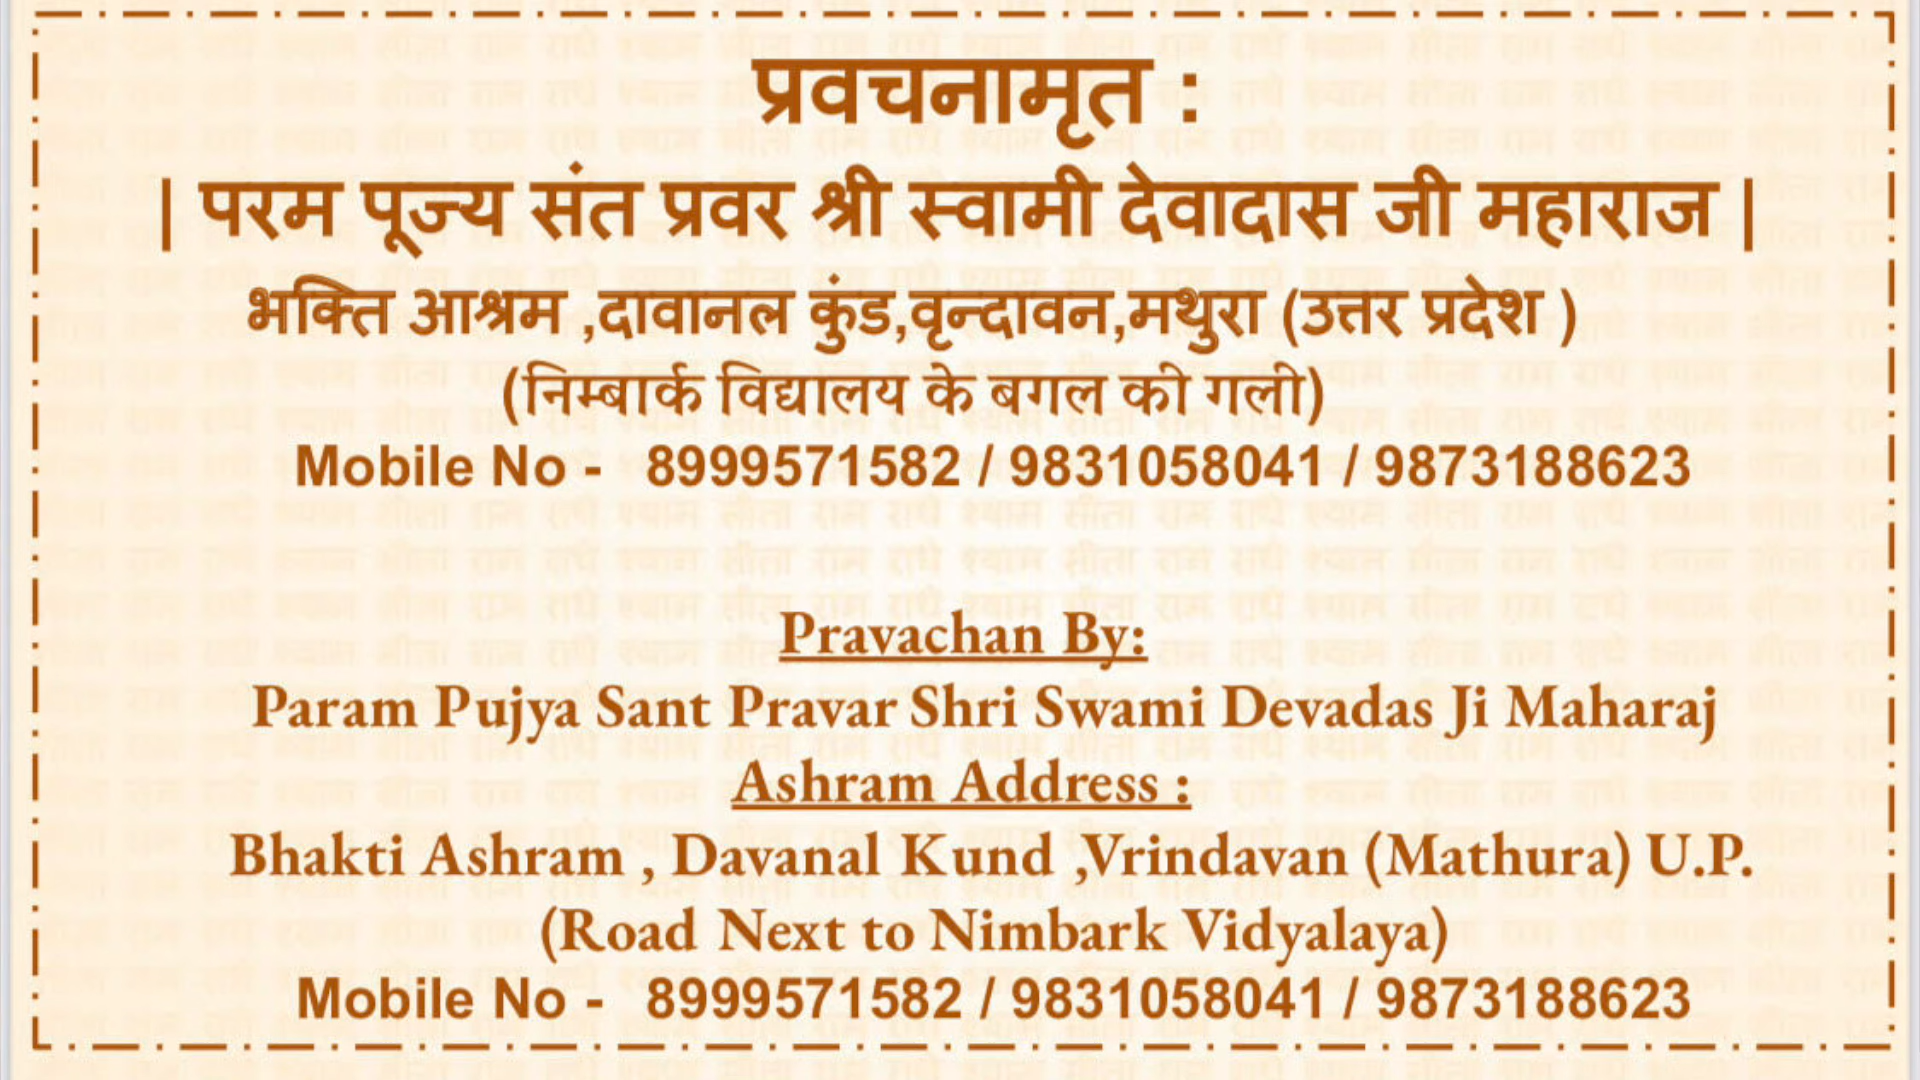 प्रवचनामृत :
| परम पूज्य संत प्रवर श्री स्वामी देवादास जी महाराज |
भक्ति आश्रम ,दावानल कुंड,वृन्दावन,मथुरा (उत्तर प्रदेश )
(निम्बार्क विद्यालय के बगल की गली)
Mobile No - 8999571582 / 9831058041 / 9873188623
Pravachan By:
Param Pujya Sant Pravar Shri Swami Devadas Ji Maharaj
Ashram Address :
Bhakti Ashram , Davanal Kund ,Vrindavan (Mathura) U.P.
(Road Next to Nimbark Vidyalaya)
Mobile No - 8999571582 / 9831058041 / 9873188623